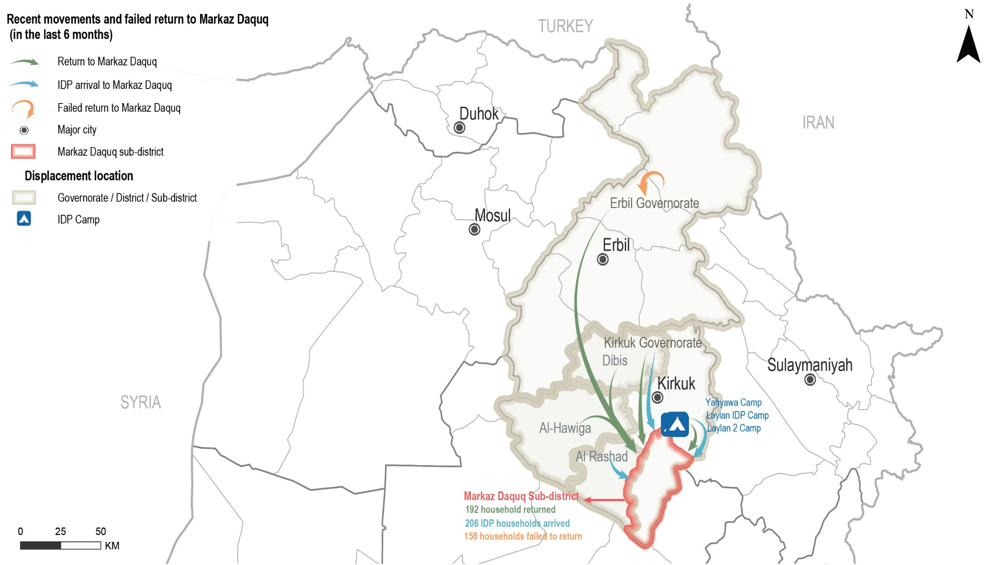 Recent movements and failed return to Markaz Daquq
(in the last 6 months)
Return to Markaz Daquq
IDP arrival to Markaz Daquq
Failed return to Markaz Daquq
Major city
Markaz Daquq sub-district
Displacement location
Governorate / District / Sub-district
IDP Camp
TURKEY
N
IRAN
Duhok
Mosul
Erbil Governorate
Erbil
Kirkuk Governorate
Dibis
Kirkuk
Sulaymaniyah
SYRIA
Yahyawa Camp
Laylan IDP Camp
Laylan 2 Camp
Al-Hawiga
Al Rashad
Markaz Daquq Sub-district
192 household returned
206 IDP households arrived
158 households failed to return
0 25 50
KM